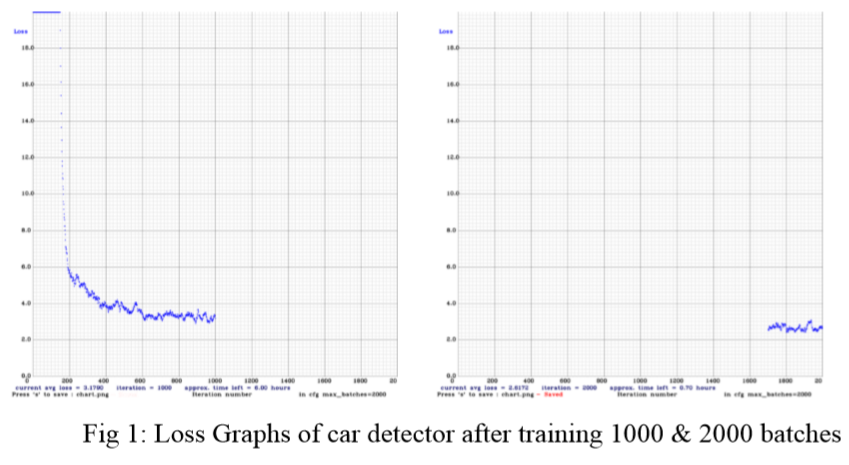 Loss
18.0
16.0
14.0
12.0
10.0
8.0
6.0
4.0
2.0
0.0
0 200 400 600 800 1000 1200 1400 1600 1800 20
current avg loss = 3.1790 iteration = 1000 approx. time left = 6.80 hours
Press 's' to save : chart.png Iteration number in cfg max_batches=2000
Loss
18.0
16.0
14.0
12.0
10.0
8.0
6.0
4.0
2.0
0.0
0 200 400 600 800 1000 1200 1400 1600 1800 20
current avg loss = 2.6172 iteration = 2000 approx. time left = 0.70 hours
Press 's' to save : chart.png - Saved Iteration number in cfg max_batches=2000
Fig 1: Loss Graphs of car detector after training 1000 & 2000 batches